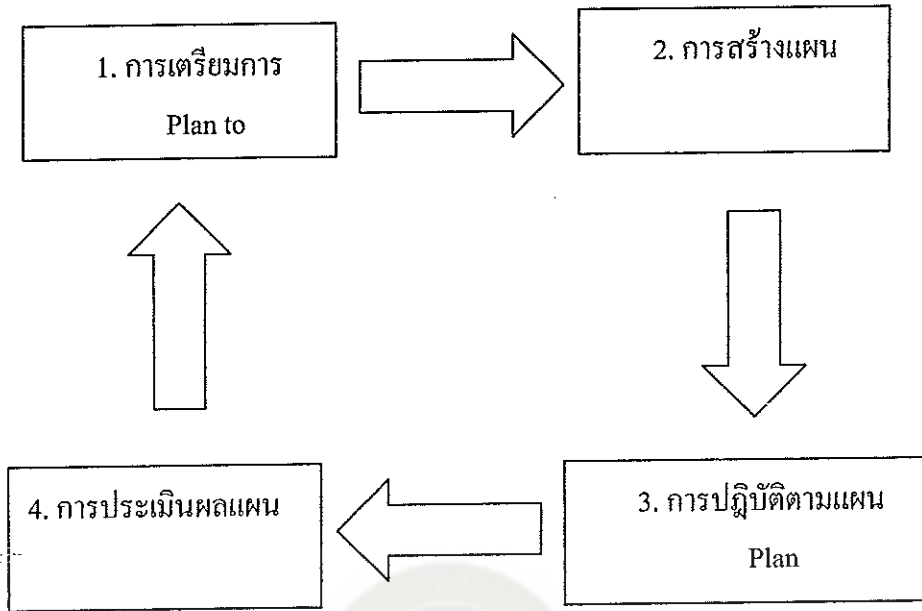 1. การเตรียมการ
Plan to
2. การสร้างแผน
3. การปฎิบัติตามแผน
Plan
4. การประเมินผลแผน